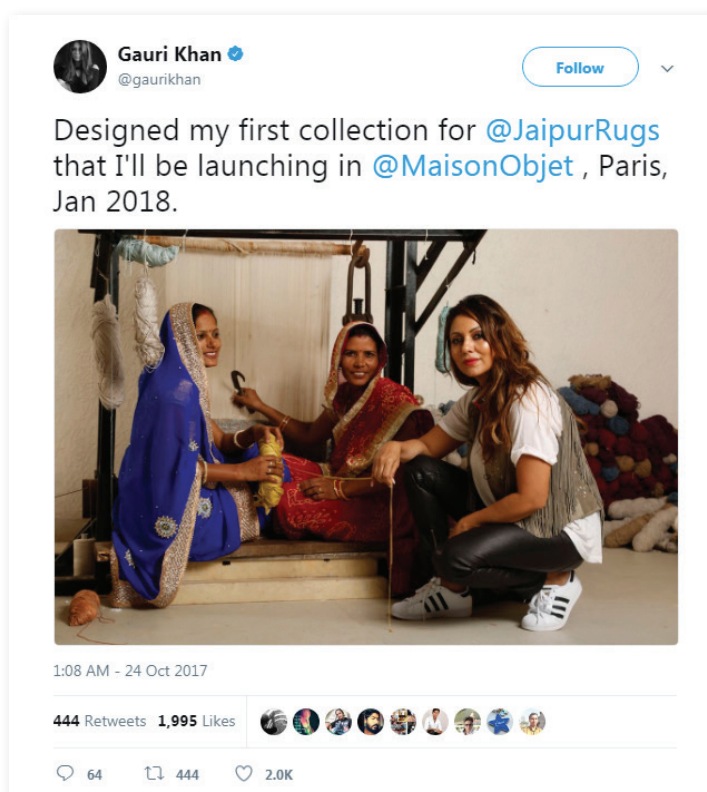 Gauri Khan
@gaurikhan
Follow
Designed my first collection for @JaipurRugs
that I'll be launching in @MaisonObjet , Paris,
Jan 2018.
1:08 AM - 24 Oct 2017
444 Retweets 1,995 Likes
64 444 2.0K